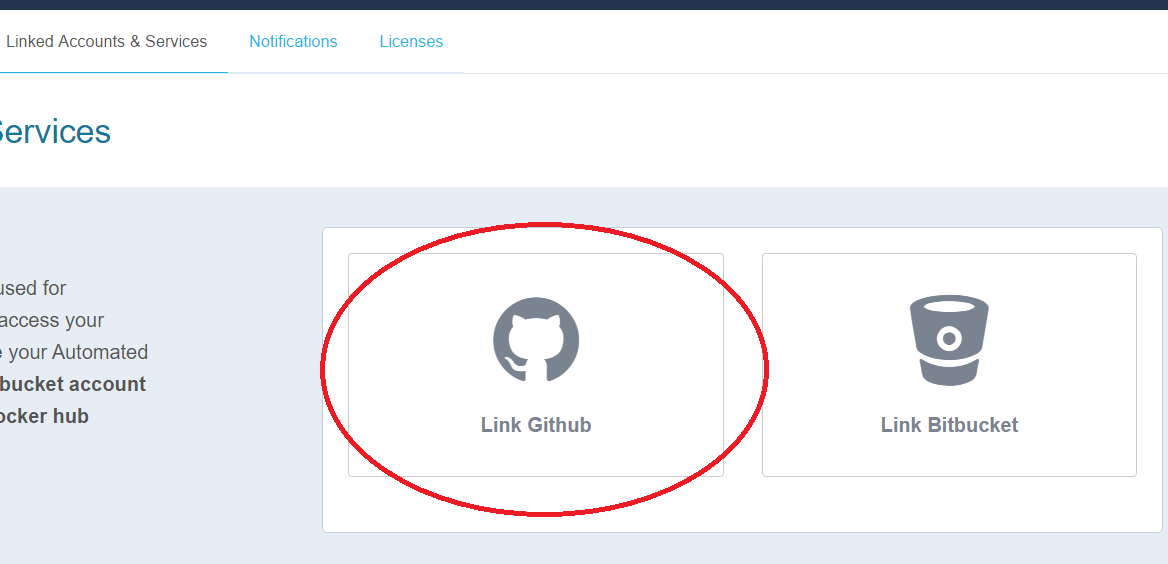 Linked Accounts & Services Notifications Licenses
Services
used for
access your
your Automated
bucket account
ocker hub
Link Github
Link Bitbucket